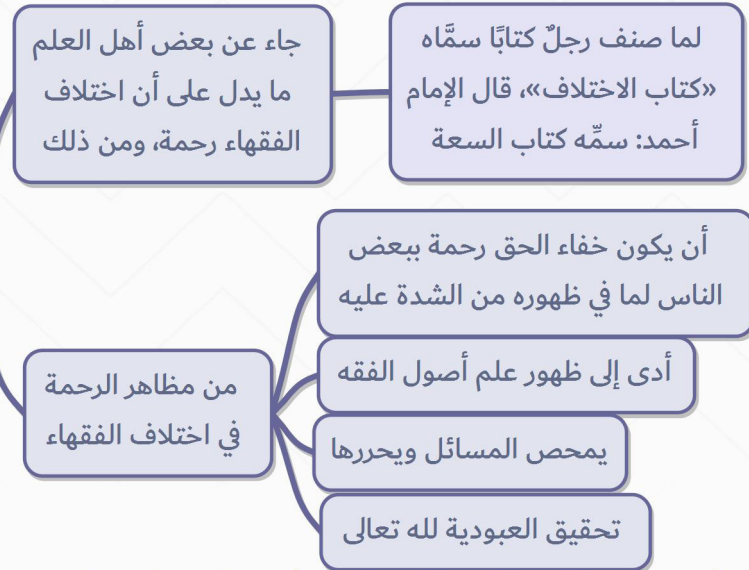 جاء عن بعض أهل العلم
ما يدل على أن اختلاف
الفقهاء رحمة، ومن ذلك
لما صنف رجلٌ كتابًا سمَّاه
«كتاب الاختلاف»، قال الإمام
أحمد: سمِّه كتاب السعة
من مظاهر الرحمة
في اختلاف الفقهاء
أن يكون خفاء الحق رحمة ببعض
الناس لما في ظهوره من الشدة عليه
أدى إلى ظهور علم أصول الفقه
يمحص المسائل ويحررها
تحقيق العبودية لله تعالى